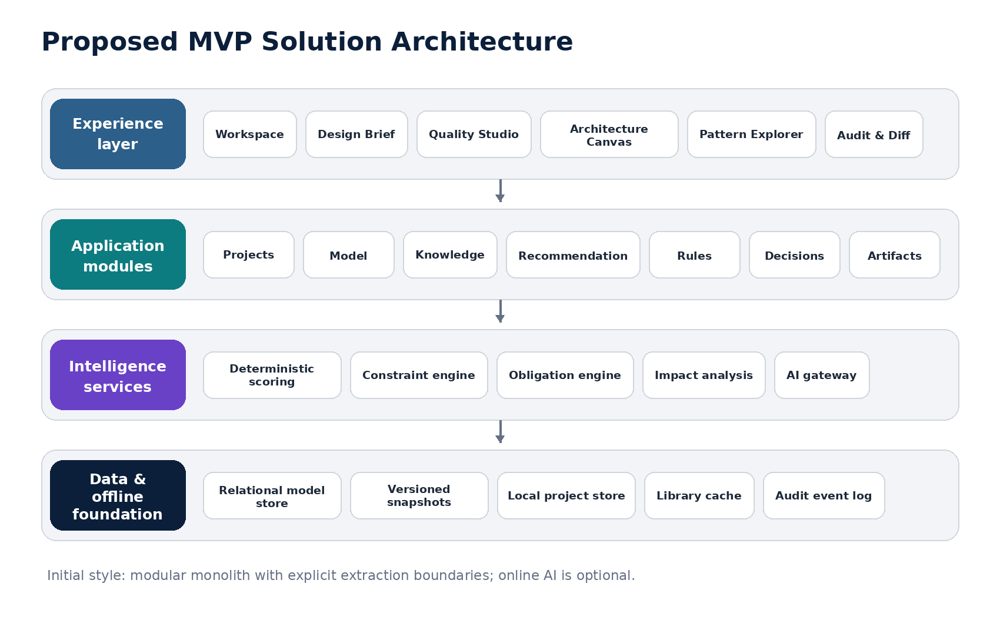 Proposed MVP Solution Architecture
Experience
layer
Workspace
Design Brief
Quality Studio
Architecture
Canvas
Pattern Explorer
Audit & Diff
Application
modules
Projects
Model
Knowledge
Recommendation
Rules
Decisions
Artifacts
Intelligence
services
Deterministic
scoring
Constraint engine
Obligation engine
Impact analysis
AI gateway
Data &
offline
foundation
Relational model
store
Versioned
snapshots
Local project store
Library cache
Audit event log
Initial style: modular monolith with explicit extraction boundaries; online AI is optional.